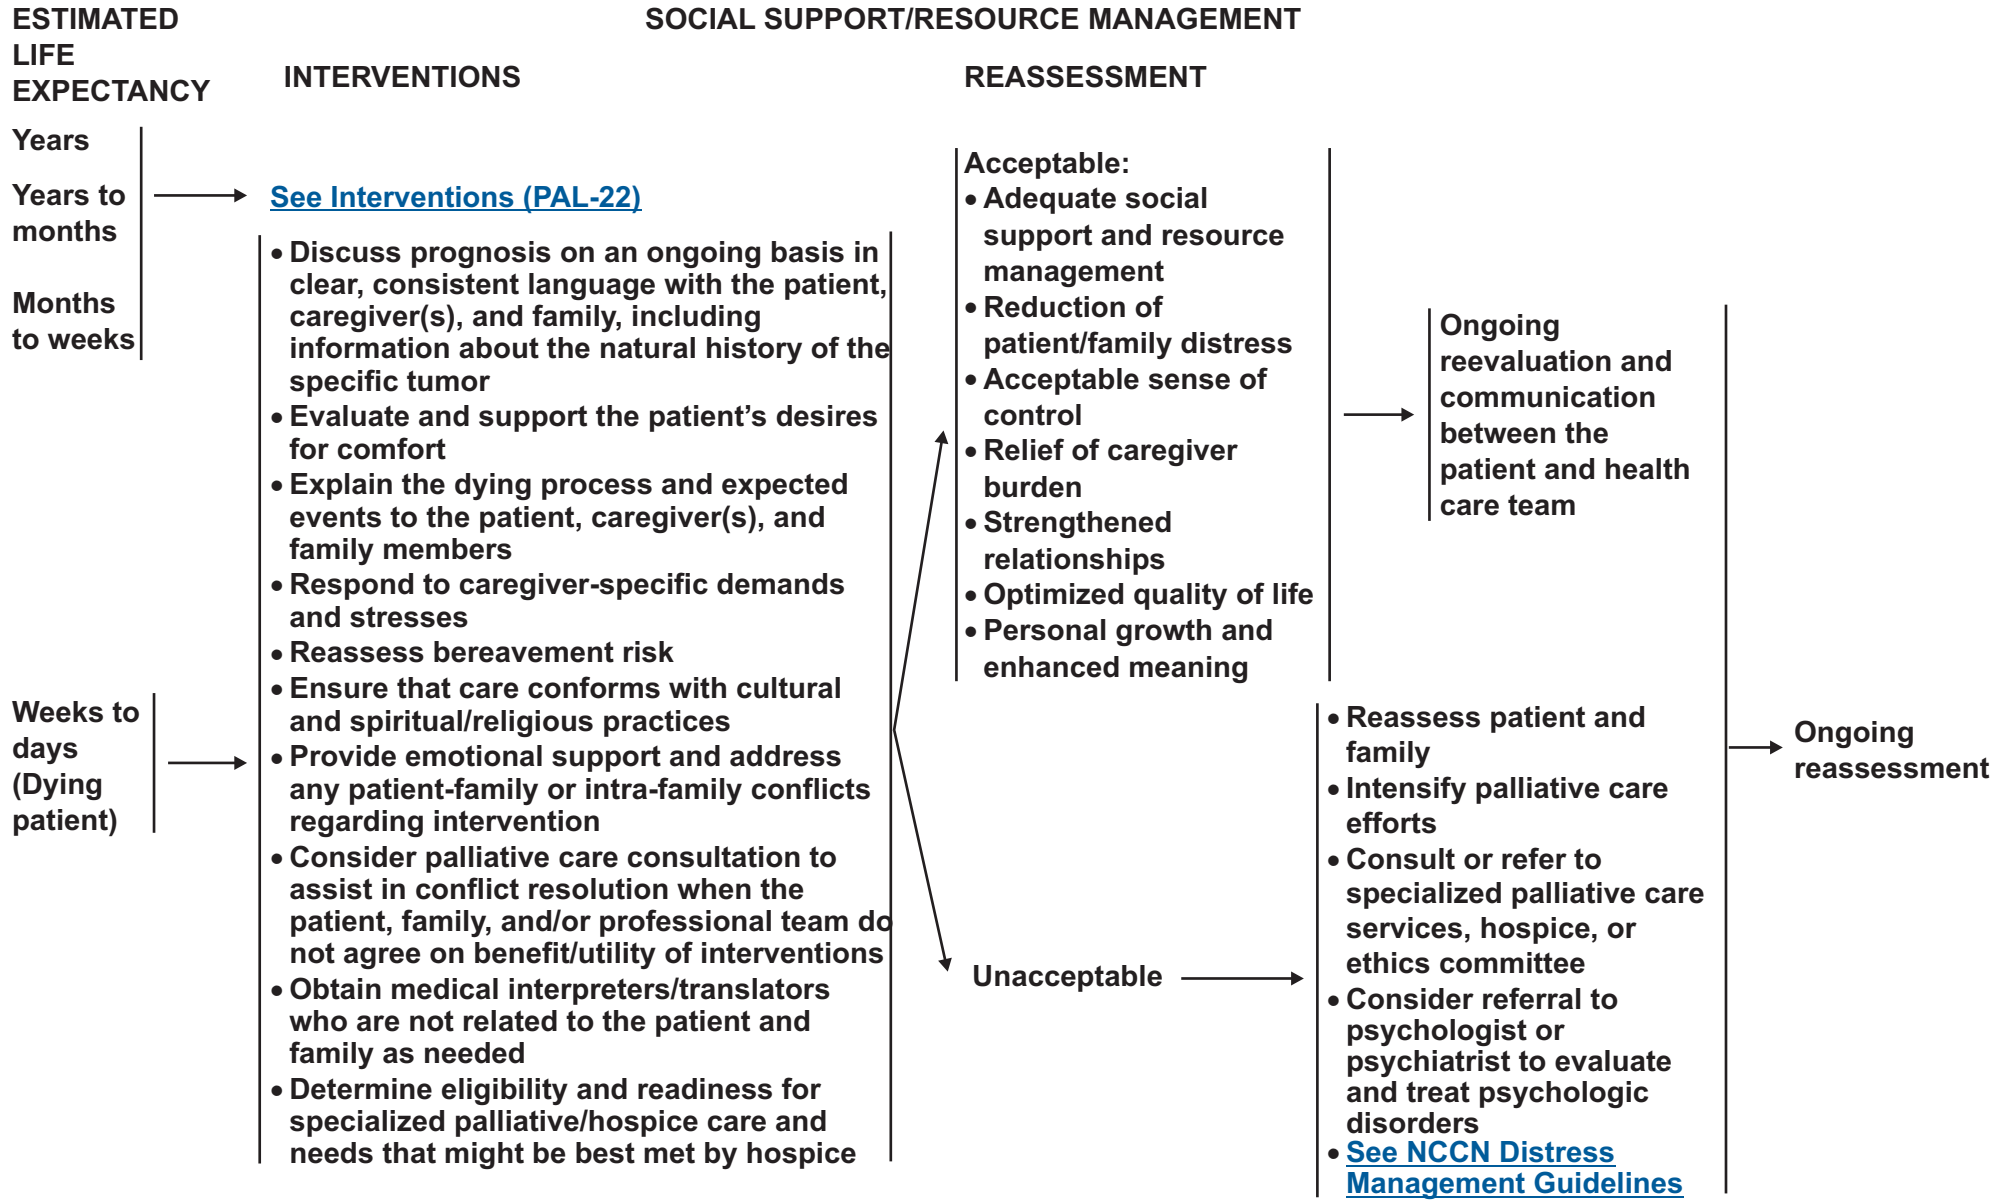 ESTIMATED
LIFE
EXPECTANCY
SOCIAL SUPPORT/RESOURCE MANAGEMENT
INTERVENTIONS
REASSESSMENT
Years
Years to
months
Months
to weeks
See Interventions (PAL-22)
Weeks to
days
(Dying
patient)
• Discuss prognosis on an ongoing basis in
clear, consistent language with the patient,
caregiver(s), and family, including
information about the natural history of the
specific tumor
• Evaluate and support the patient’s desires
for comfort
• Explain the dying process and expected
events to the patient, caregiver(s), and
family members
• Respond to caregiver-specific demands
and stresses
• Reassess bereavement risk
• Ensure that care conforms with cultural
and spiritual/religious practices
• Provide emotional support and address
any patient-family or intra-family conflicts
regarding intervention
• Consider palliative care consultation to
assist in conflict resolution when the
patient, family, and/or professional team do
not agree on benefit/utility of interventions
• Obtain medical interpreters/translators
who are not related to the patient and
family as needed
• Determine eligibility and readiness for
specialized palliative/hospice care and
needs that might be best met by hospice
Acceptable:
• Adequate social
support and resource
management
• Reduction of
patient/family distress
• Acceptable sense of
control
• Relief of caregiver
burden
• Strengthened
relationships
• Optimized quality of life
• Personal growth and
enhanced meaning
Ongoing
reevaluation and
communication
between the
patient and health
care team
Unacceptable
• Reassess patient and
family
• Intensify palliative care
efforts
• Consult or refer to
specialized palliative care
services, hospice, or
ethics committee
• Consider referral to
psychologist or
psychiatrist to evaluate
and treat psychologic
disorders
• See NCCN Distress
Management Guidelines
Ongoing
reassessment